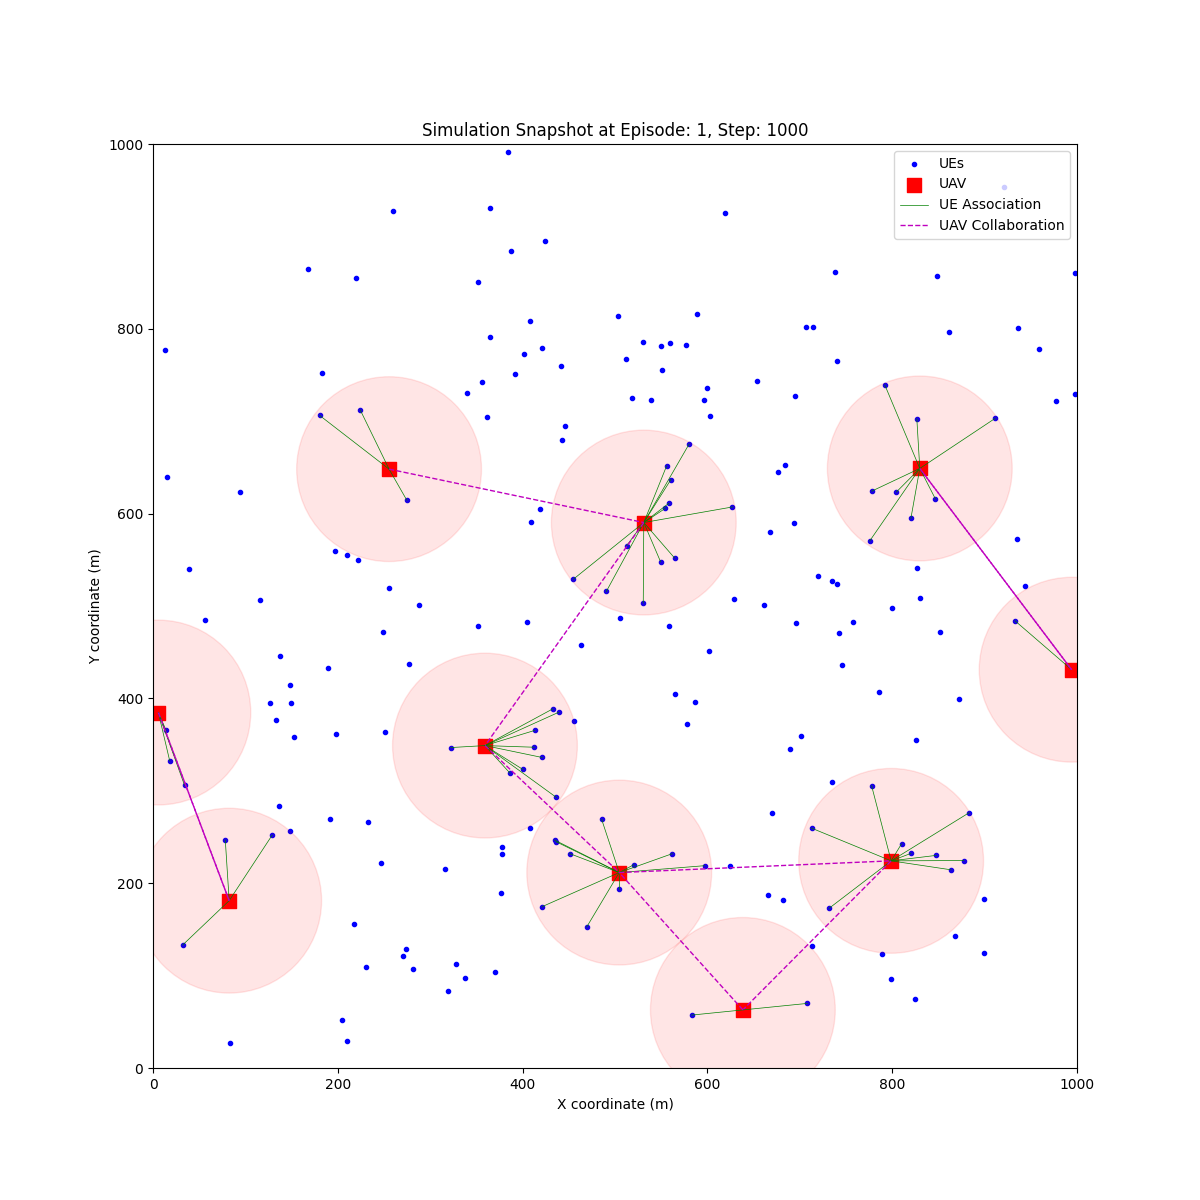 Simulation Snapshot at Episode: 1, Step: 1000
UEs
UAV
UE Association
UAV Collaboration
1000
800
600
400
200
0
Y coordinate (m)
0 200 400 600 800 1000
X coordinate (m)